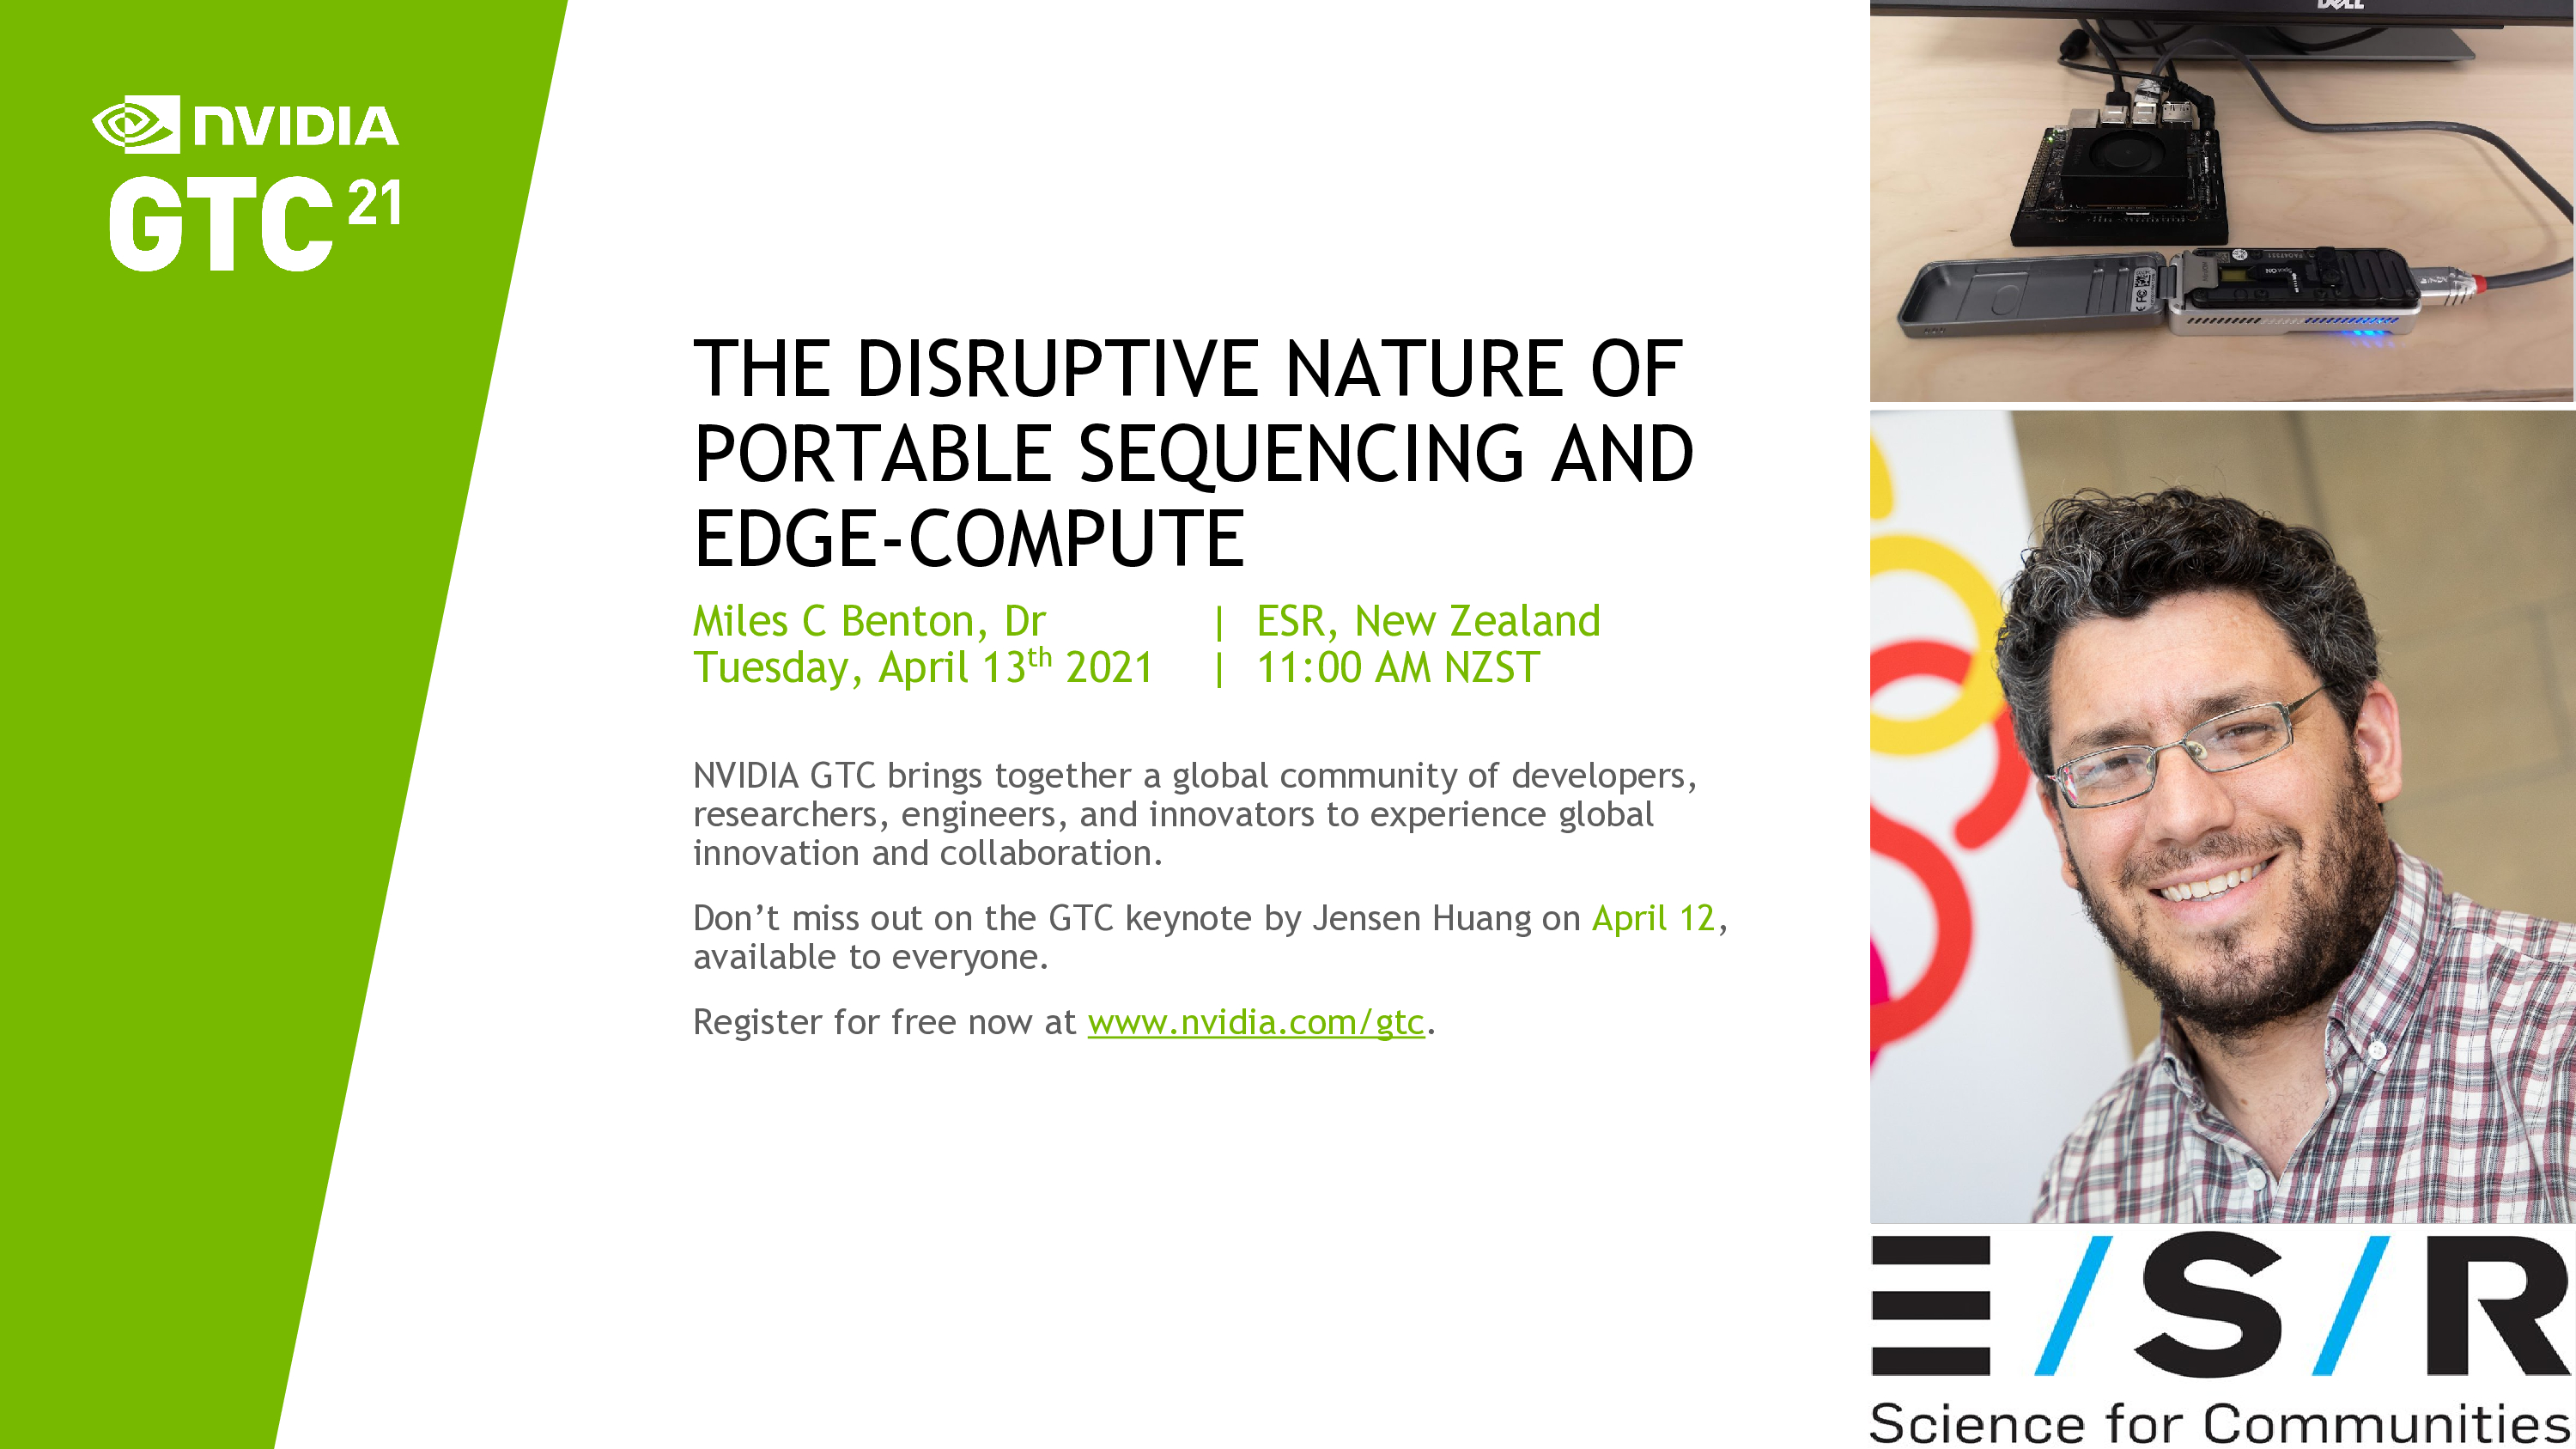 NVIDIA
GTC 21
THE DISRUPTIVE NATURE OF
PORTABLE SEQUENCING AND
EDGE-COMPUTE
Miles C Benton, Dr | ESR, New Zealand
Tuesday, April 13th 2021 | 11:00 AM NZST
NVIDIA GTC brings together a global community of developers,
researchers, engineers, and innovators to experience global
innovation and collaboration.
Don’t miss out on the GTC keynote by Jensen Huang on April 12,
available to everyone.
Register for free now at www.nvidia.com/gtc.
DELL
E/S/R
Science for Communities